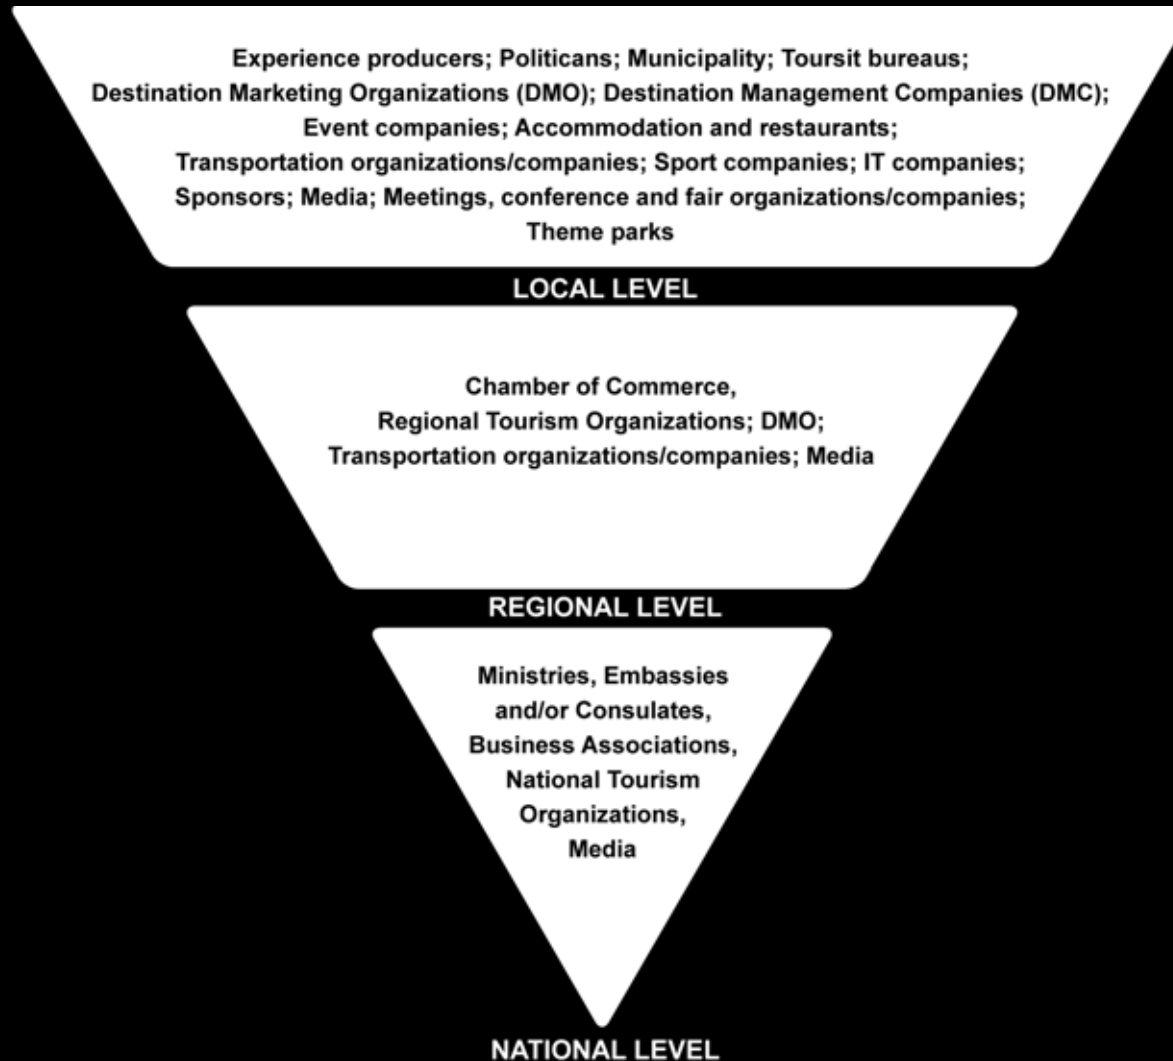 Experience producers; Politicans; Municipality; Toursit bureaus;
Destination Marketing Organizations (DMO); Destination Management Companies (DMC);
Event companies; Accommodation and restaurants;
Transportation organizations/companies; Sport companies; IT companies;
Sponsors; Media; Meetings, conference and fair organizations/companies;
Theme parks
LOCAL LEVEL
Chamber of Commerce,
Regional Tourism Organizations; DMO;
Transportation organizations/companies; Media
REGIONAL LEVEL
Ministries, Embassies
and/or Consulates,
Business Associations,
National Tourism
Organizations,
Media
NATIONAL LEVEL